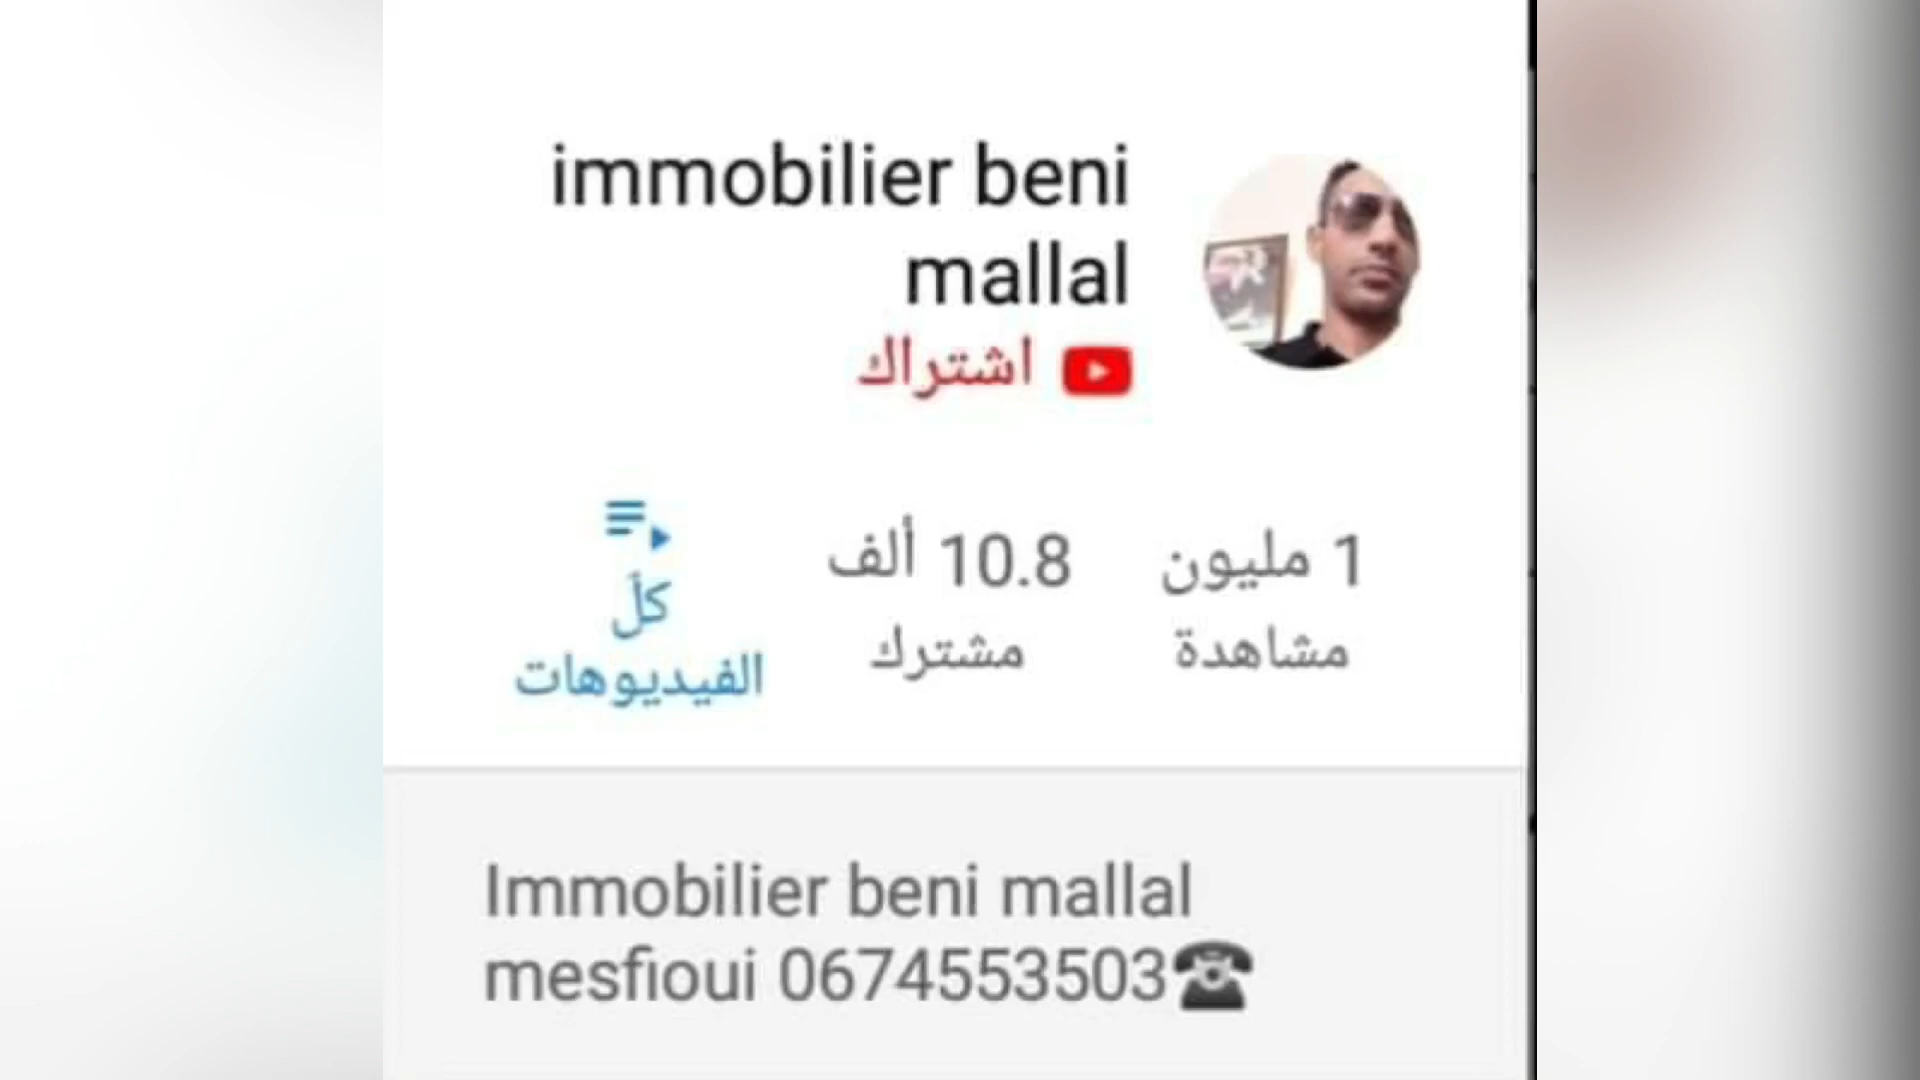 immobilier beni
mallal
اشتراك
1 مليون
مشاهدة
10.8 ألف
مشترك
كلّ
الفيديوهات
Immobilier beni mallal
mesfioui 0674553503☎